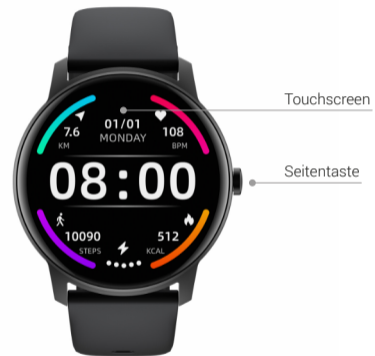 Touchscreen
01/01
7.6
MONDAY
108
KM
BPM
08:00
Seitentaste
10090
512
STEPS
KCAL